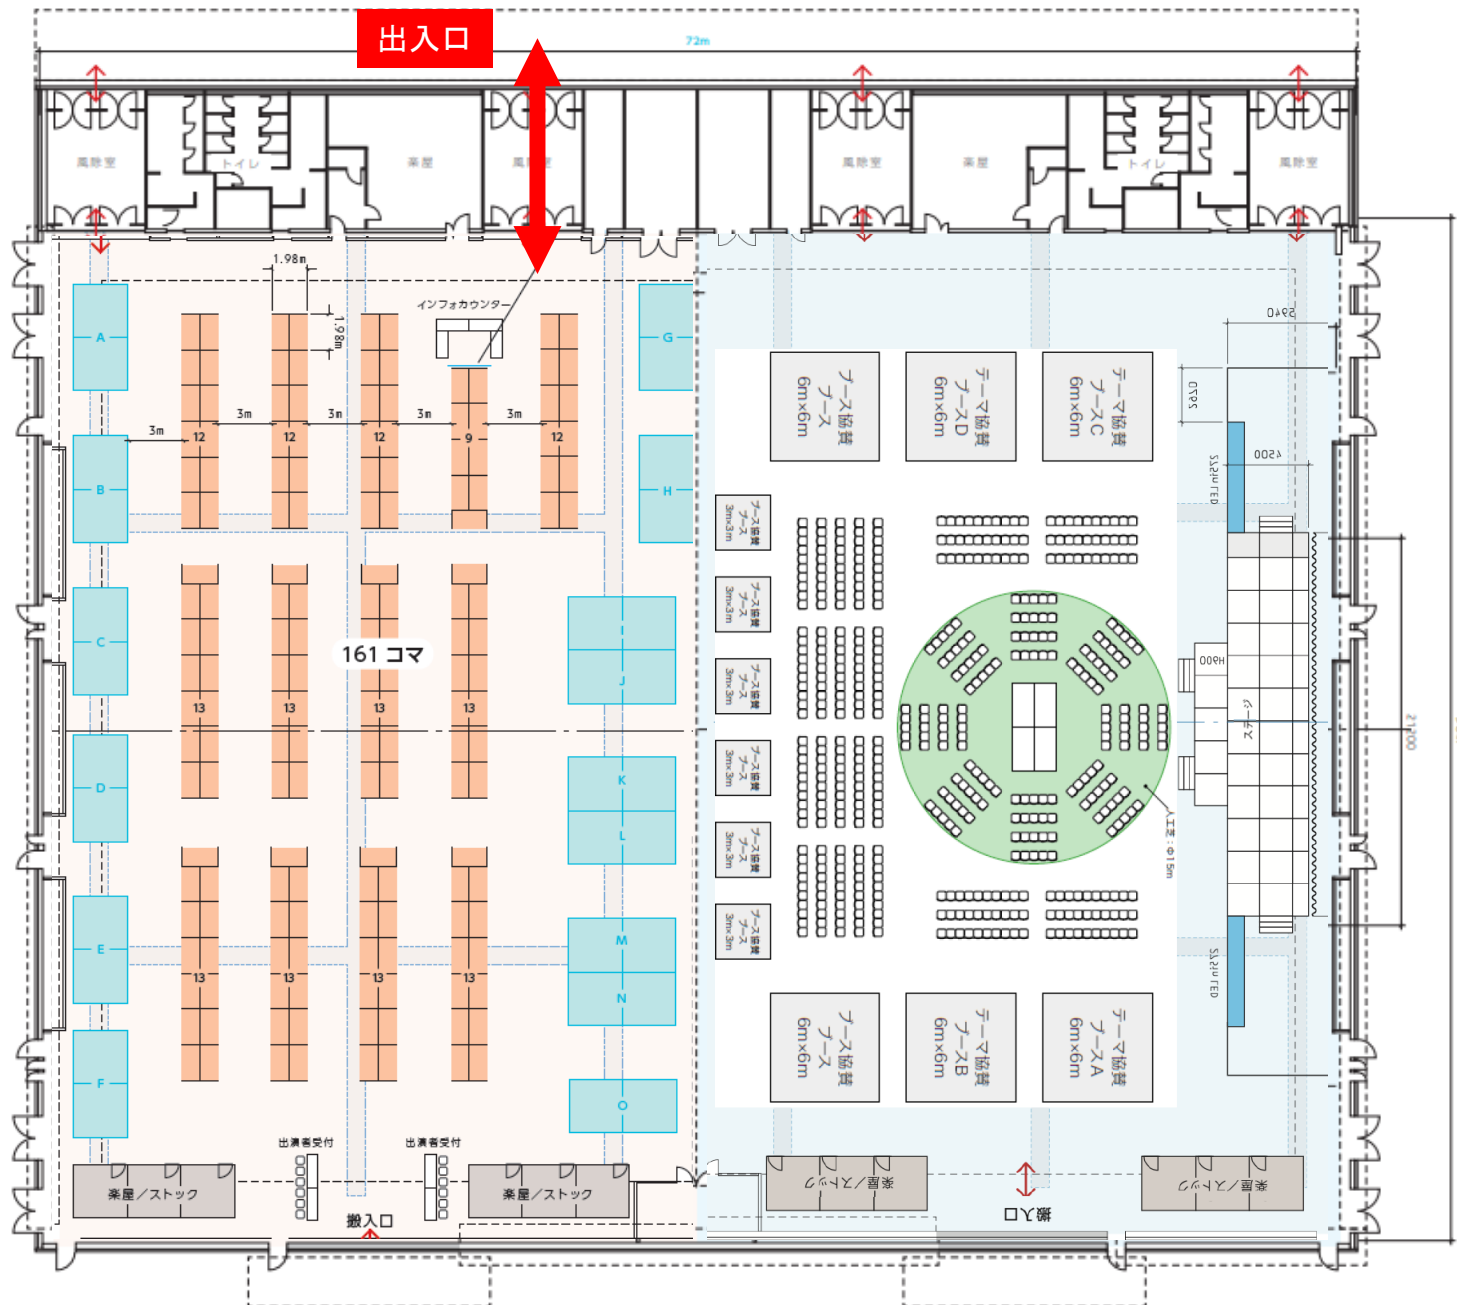 出入口
72m
風除室
トイレ
楽屋
風除室
風除室
楽屋
トイレ
風除室
1.98m
1.98m
インフォカウンター
A
G
3m
3m
3m
3m
3m
12
12
12
9
12
B
H
161 コマ
C
I
J
13
13
13
13
D
K
L
E
M
N
13
13
13
13
F
O
出演者受付
出演者受付
楽屋/ストック
楽屋/ストック
搬入口
ブース協賛
ブース
6m×6m
テーマ協賛
ブースD
6m×6m
テーマ協賛
ブースC
6m×6m
5940
2970
4500
275in LED
ブース協賛
ブース
3m×3m
ブース協賛
ブース
3m×3m
ブース協賛
ブース
3m×3m
ブース協賛
ブース
3m×3m
ブース協賛
ブース
3m×3m
ブース協賛
ブース
3m×3m
H900
ステージ
人工芝：Φ15m
275in LED
ブース協賛
ブース
6m×6m
テーマ協賛
ブースB
6m×6m
テーマ協賛
ブースA
6m×6m
楽屋/ストック
楽屋/ストック
搬入口